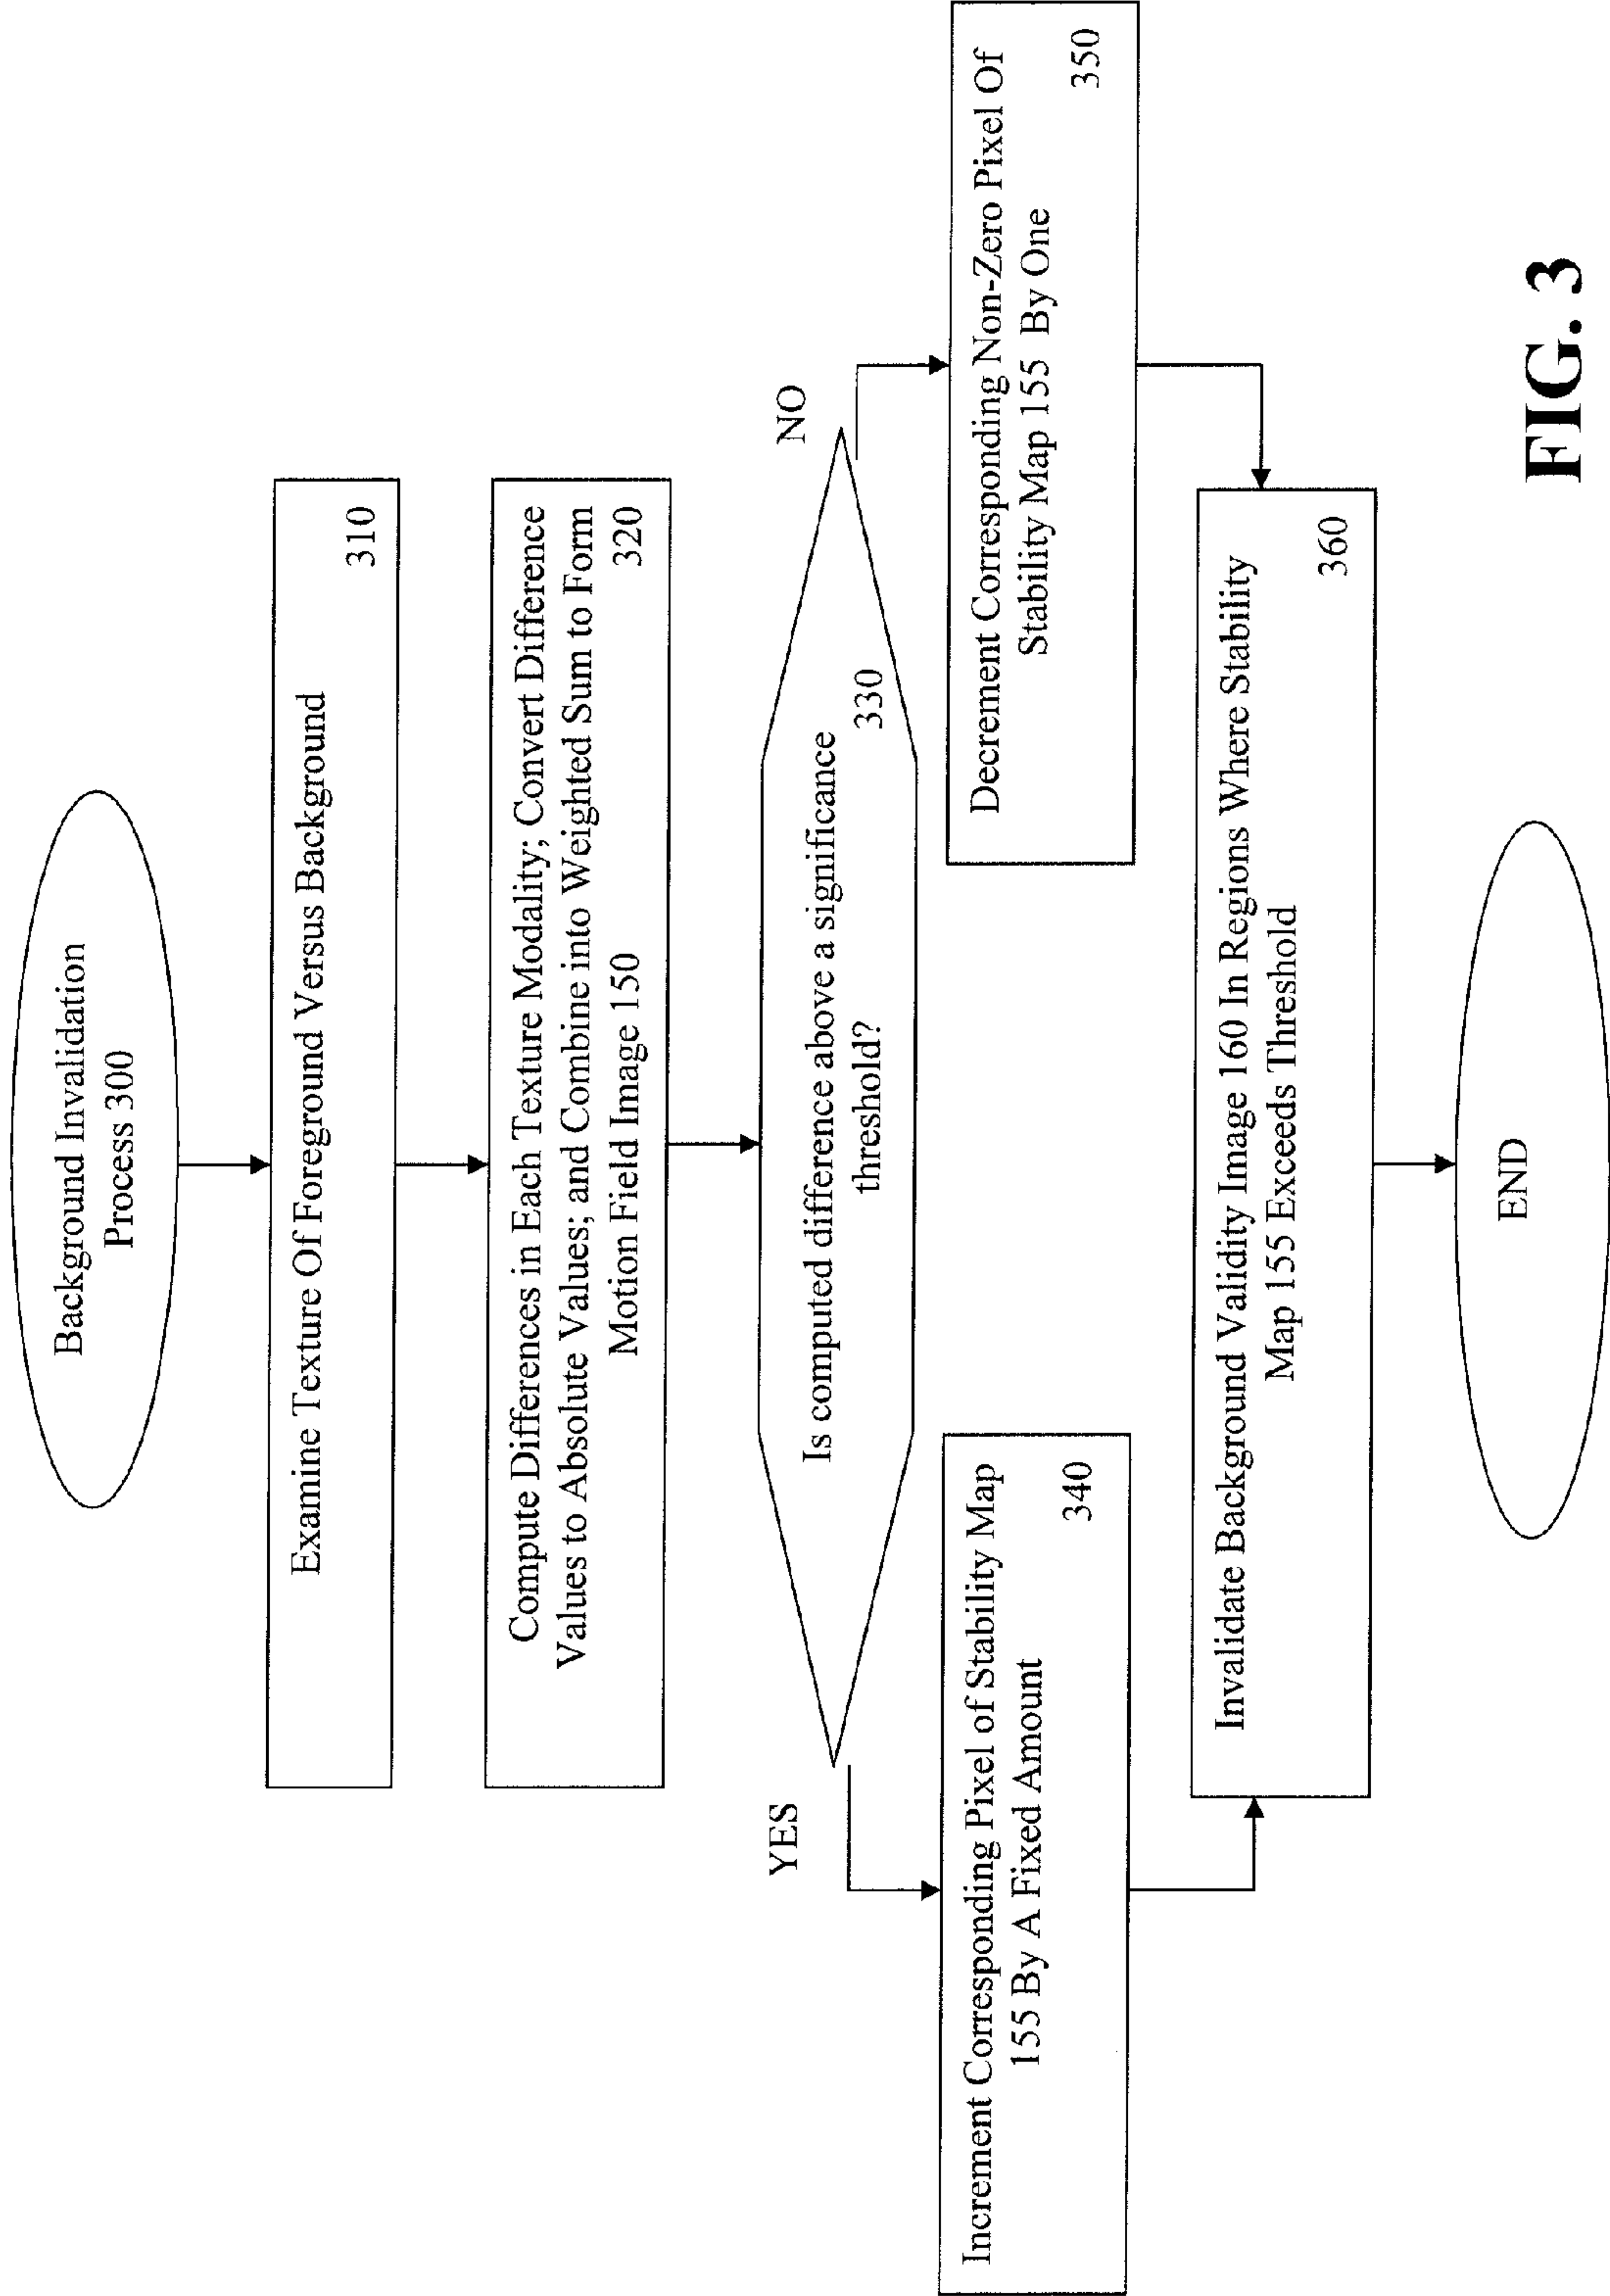 Background Invalidation
Process 300
Examine Texture Of Foreground Versus Background
310
Compute Differences in Each Texture Modality; Convert Difference
Values to Absolute Values; and Combine into Weighted Sum to Form
Motion Field Image 150
320
Is computed difference above a significance
threshold?
330
YES
NO
Increment Corresponding Pixel of Stability Map
155 By A Fixed Amount
340
Decrement Corresponding Non-Zero Pixel Of
Stability Map 155 By One
350
Invalidate Background Validity Image 160 In Regions Where Stability
Map 155 Exceeds Threshold
360
END
FIG. 3